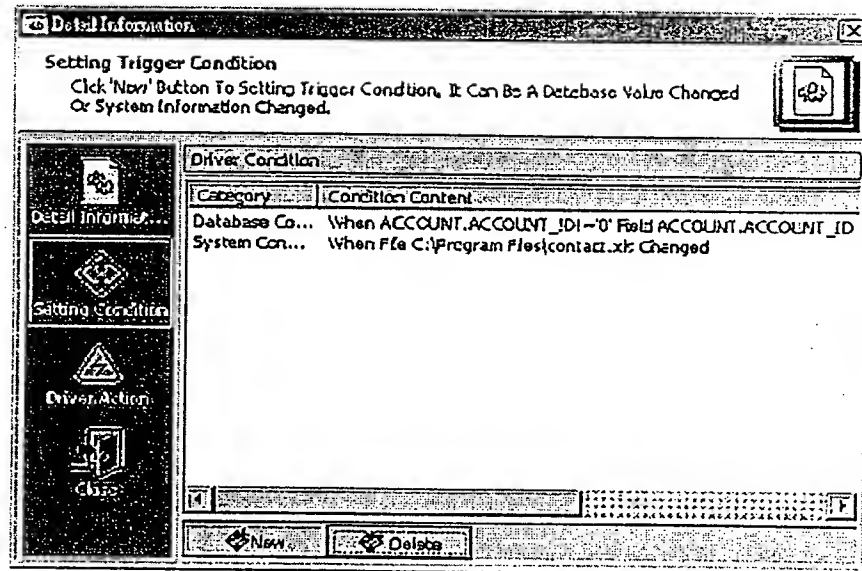 Detail Information
Setting Trigger Condition
Click 'New' Button To Setting Trigger Condition, It Can Be A Database Value Changed
Or System Information Changed.
Detail Informat...
Setting Condition
Driver Action
Close
Driver Condition
Category Condition Content
Database Co... When ACCOUNT.ACCOUNT_ID!='0' Field ACCOUNT.ACCOUNT_ID
System Con... When File C:\Program Files\contact.xls Changed
New
Delete